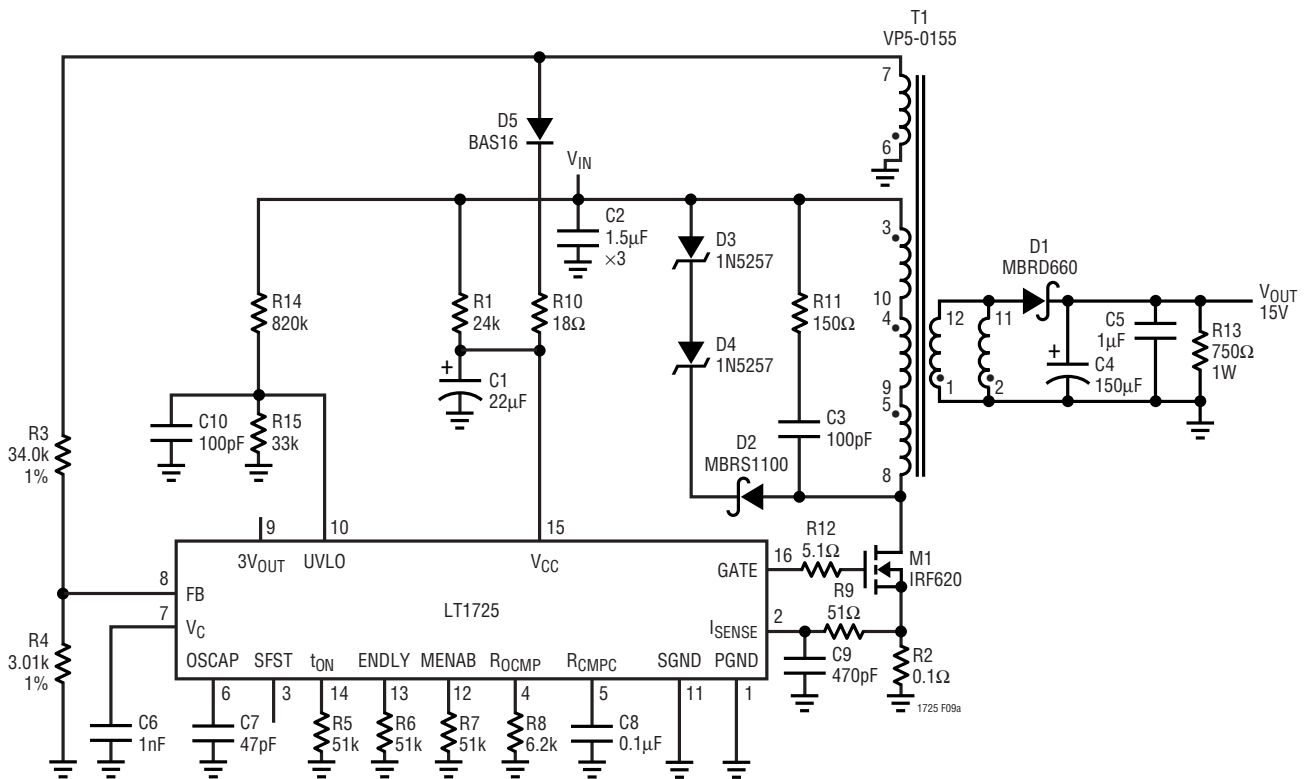 T1
VP5-0155
7
D5
BAS16
6
VIN
C2
1.5µF
×3
3
D3
1N5257
D1
MBRD660
R14
820k
R1
24k
R10
18Ω
R11
150Ω
10
4
12
11
VOUT
15V
C5
1µF
R13
750Ω
1W
D4
1N5257
+
C1
22µF
+
C4
150µF
9
5
1
2
C10
100pF
R15
33k
C3
100pF
R3
34.0k
1%
D2
MBRS1100
8
9
10
15
R12
5.1Ω
3VOUT
UVLO
VCC
16
GATE
M1
IRF620
8
FB
R9
51Ω
7
VC
LT1725
2
ISENSE
R4
3.01k
1%
OSCAP
SFST
tON
ENDLY
MENAB
ROCMP
RCMPC
SGND
PGND
C9
470pF
R2
0.1Ω
6
3
14
13
12
4
5
11
1
1725 F09a
C6
1nF
C7
47pF
R5
51k
R6
51k
R7
51k
R8
6.2k
C8
0.1µF